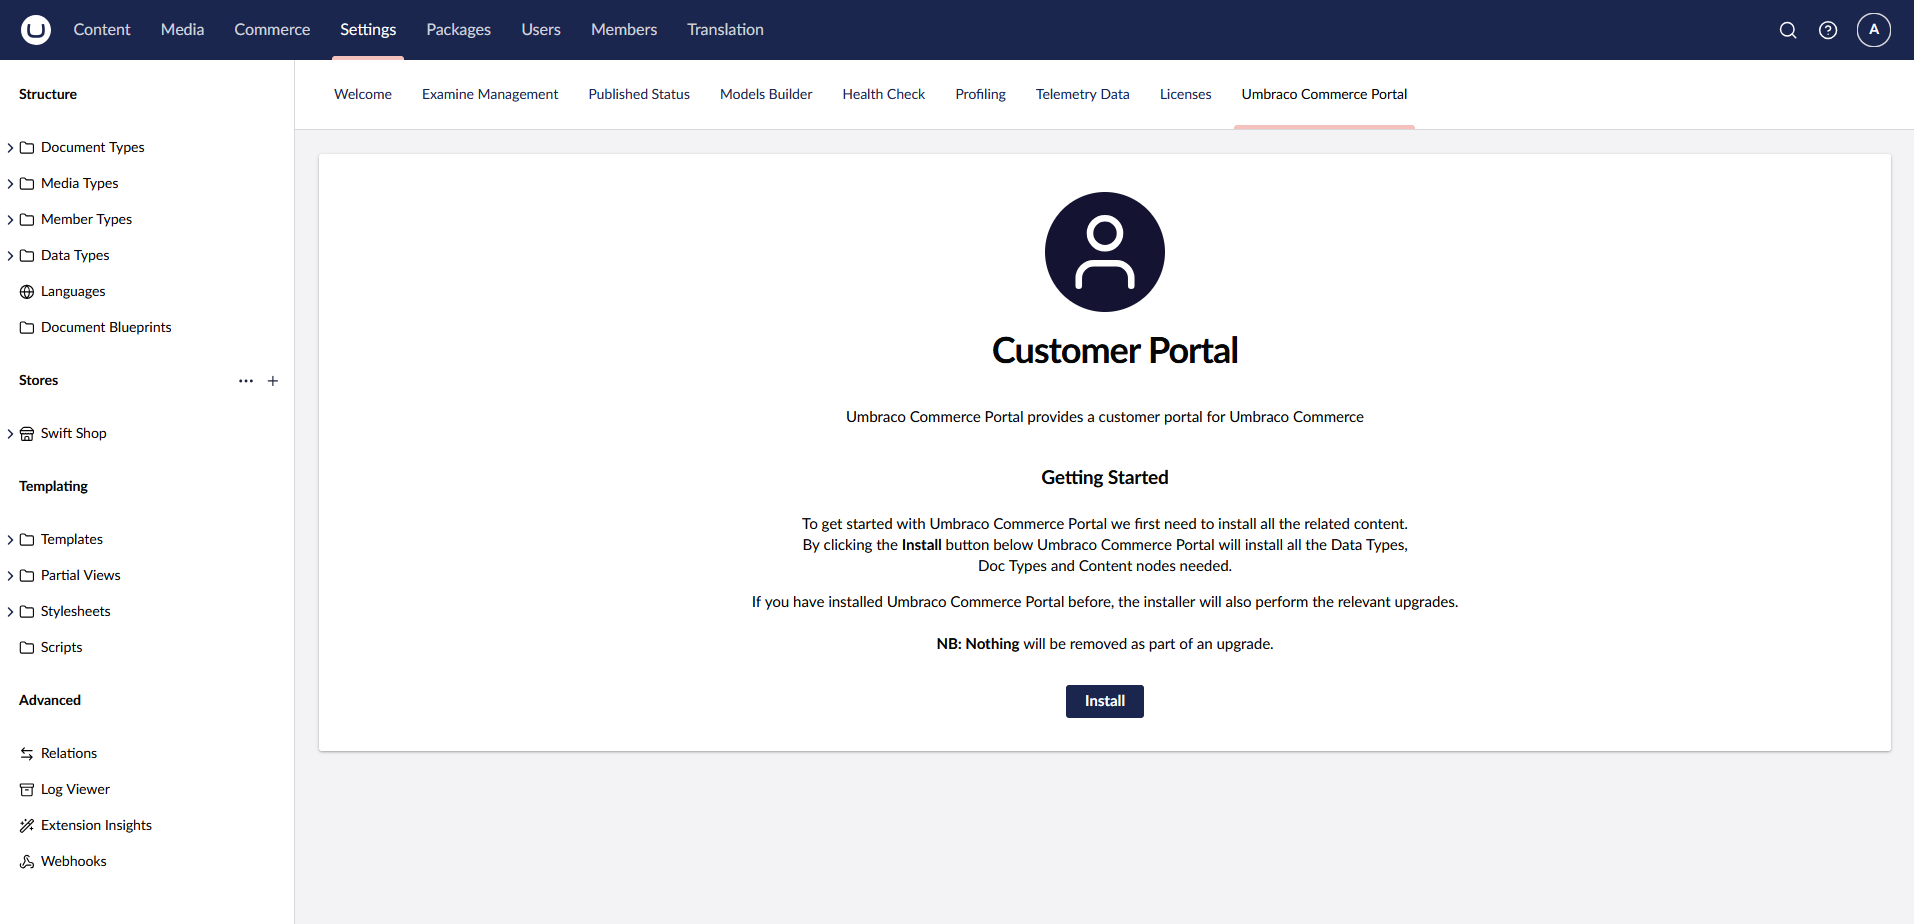 Content Media Commerce Settings Packages Users Members Translation A
Structure
Document Types
Media Types
Member Types
Data Types
Languages
Document Blueprints
Stores
Swift Shop
Templating
Templates
Partial Views
Stylesheets
Scripts
Advanced
Relations
Log Viewer
Extension Insights
Webhooks
Welcome Examine Management Published Status Models Builder Health Check Profiling Telemetry Data Licenses Umbraco Commerce Portal
Customer Portal
Umbraco Commerce Portal provides a customer portal for Umbraco Commerce
Getting Started
To get started with Umbraco Commerce Portal we first need to install all the related content.
By clicking the Install button below Umbraco Commerce Portal will install all the Data Types,
Doc Types and Content nodes needed.
If you have installed Umbraco Commerce Portal before, the installer will also perform the relevant upgrades.
NB: Nothing will be removed as part of an upgrade.
Install